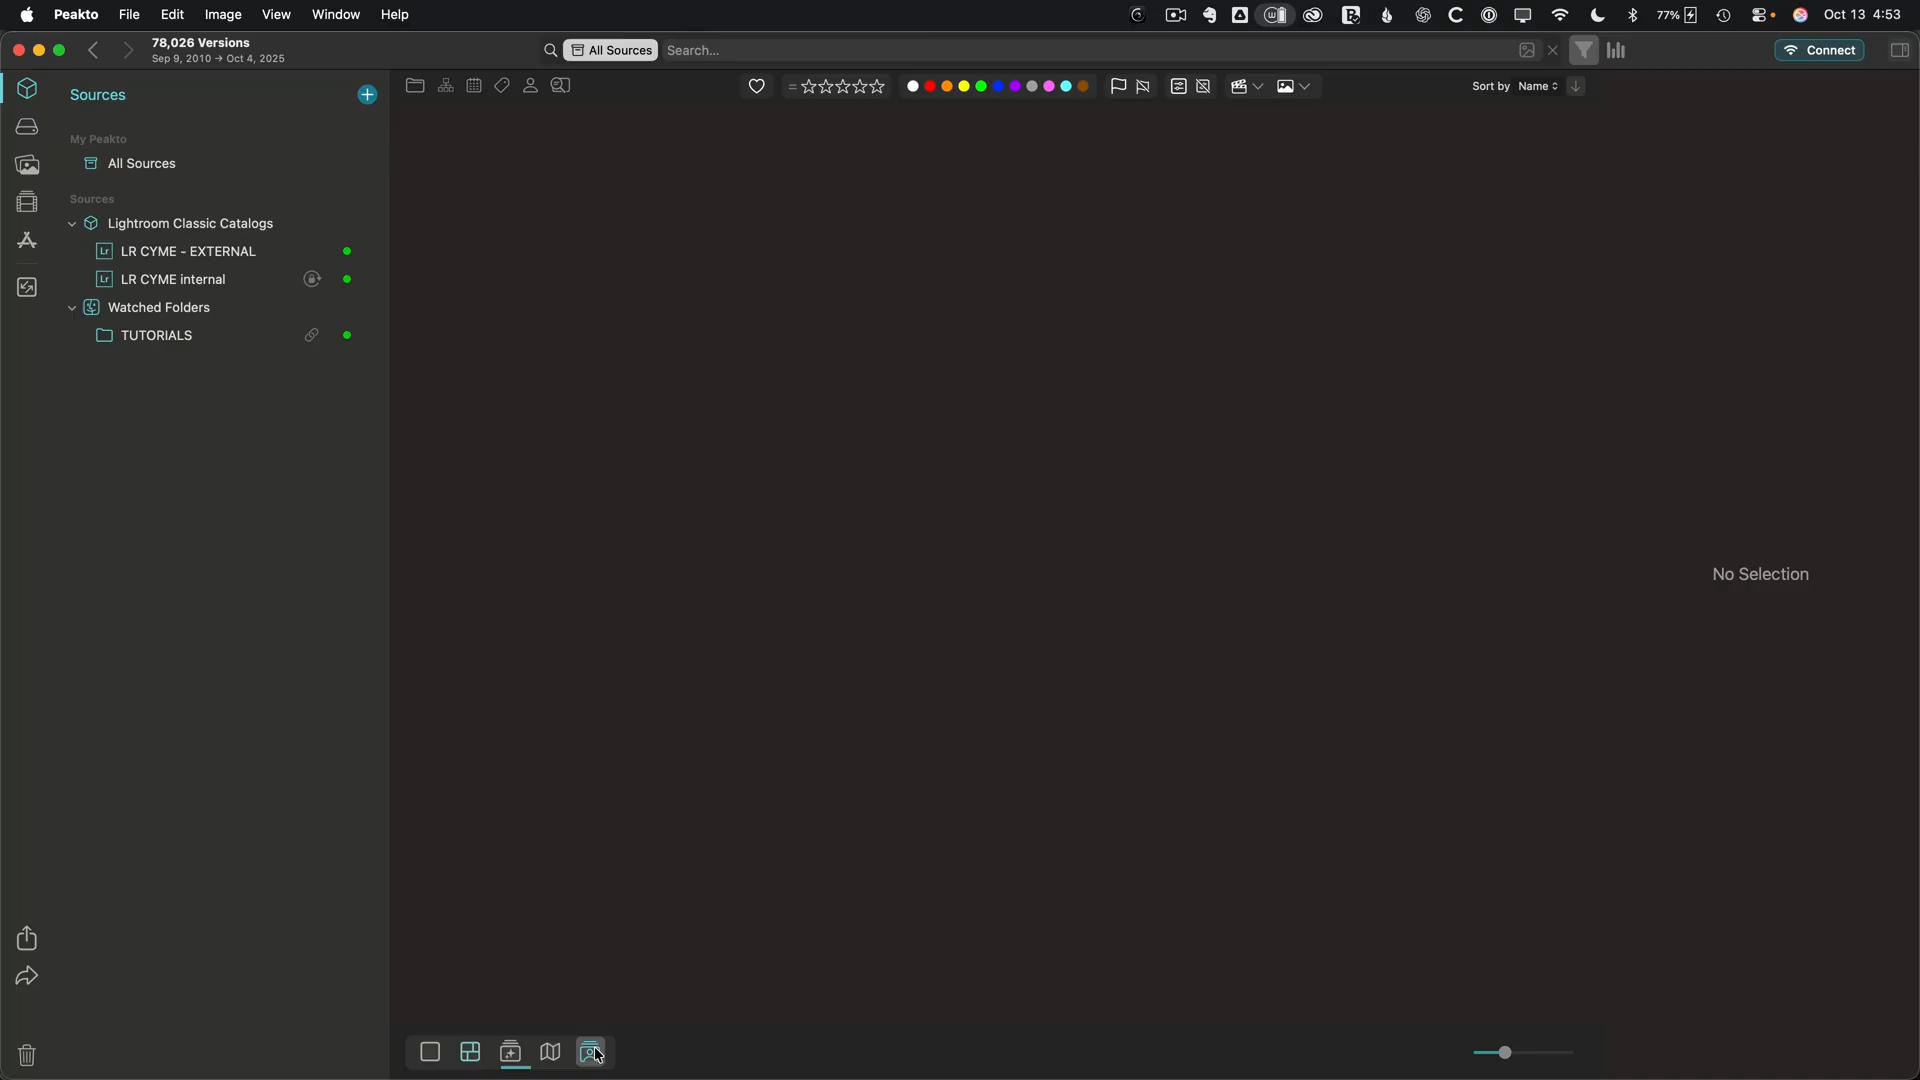 Peakto File Edit Image View Window Help
77% Oct 13 4:53
78,026 Versions
Sep 9, 2010 → Oct 4, 2025
All Sources Search...
Connect
Sources
Sort by Name
My Peakto
All Sources
Sources
Lightroom Classic Catalogs
Lr LR CYME - EXTERNAL
Lr LR CYME internal
Watched Folders
TUTORIALS
No Selection